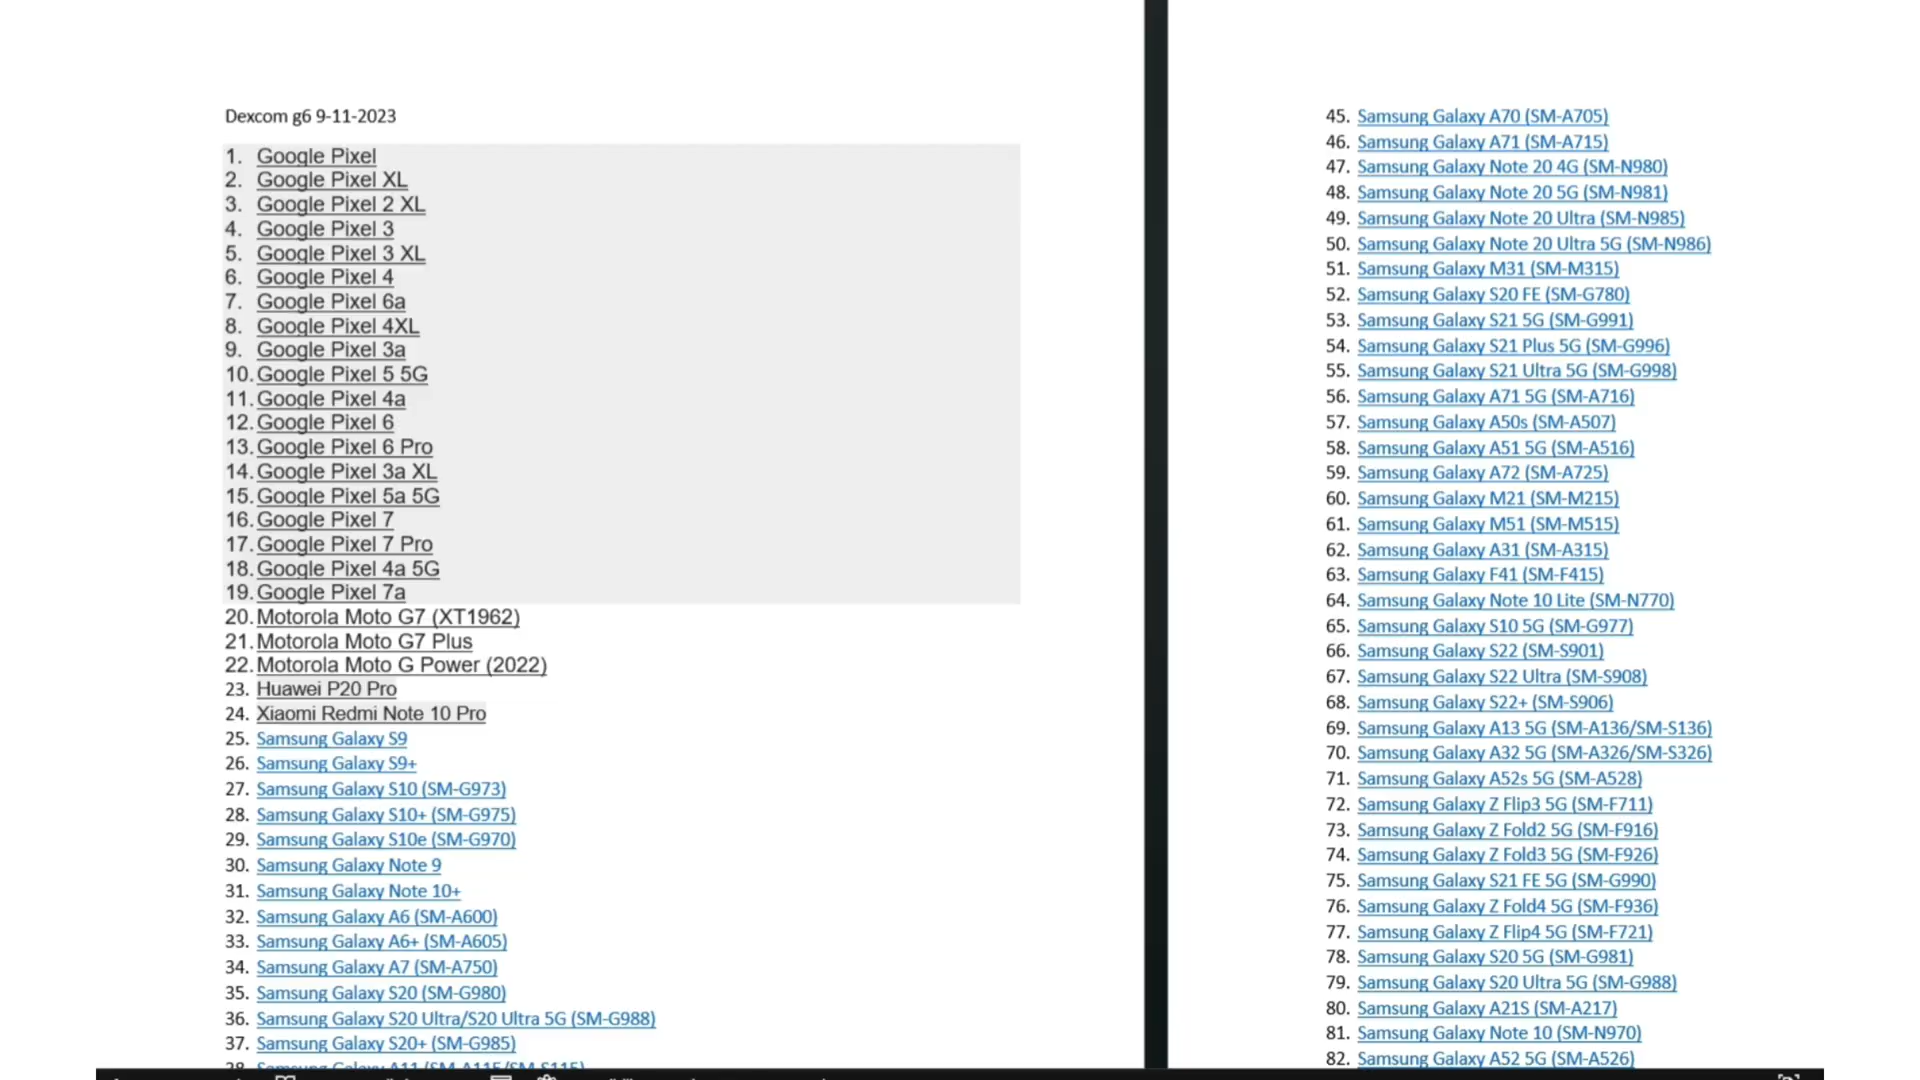 Dexcom g6 9-11-2023
1. Google Pixel
2. Google Pixel XL
3. Google Pixel 2 XL
4. Google Pixel 3
5. Google Pixel 3 XL
6. Google Pixel 4
7. Google Pixel 6a
8. Google Pixel 4XL
9. Google Pixel 3a
10. Google Pixel 5 5G
11. Google Pixel 4a
12. Google Pixel 6
13. Google Pixel 6 Pro
14. Google Pixel 3a XL
15. Google Pixel 5a 5G
16. Google Pixel 7
17. Google Pixel 7 Pro
18. Google Pixel 4a 5G
19. Google Pixel 7a
20. Motorola Moto G7 (XT1962)
21. Motorola Moto G7 Plus
22. Motorola Moto G Power (2022)
23. Huawei P20 Pro
24. Xiaomi Redmi Note 10 Pro
25. Samsung Galaxy S9
26. Samsung Galaxy S9+
27. Samsung Galaxy S10 (SM-G973)
28. Samsung Galaxy S10+ (SM-G975)
29. Samsung Galaxy S10e (SM-G970)
30. Samsung Galaxy Note 9
31. Samsung Galaxy Note 10+
32. Samsung Galaxy A6 (SM-A600)
33. Samsung Galaxy A6+ (SM-A605)
34. Samsung Galaxy A7 (SM-A750)
35. Samsung Galaxy S20 (SM-G980)
36. Samsung Galaxy S20 Ultra/S20 Ultra 5G (SM-G988)
37. Samsung Galaxy S20+ (SM-G985)
38. Samsung Galaxy A11 (SM-A115/SM-S115)
45. Samsung Galaxy A70 (SM-A705)
46. Samsung Galaxy A71 (SM-A715)
47. Samsung Galaxy Note 20 4G (SM-N980)
48. Samsung Galaxy Note 20 5G (SM-N981)
49. Samsung Galaxy Note 20 Ultra (SM-N985)
50. Samsung Galaxy Note 20 Ultra 5G (SM-N986)
51. Samsung Galaxy M31 (SM-M315)
52. Samsung Galaxy S20 FE (SM-G780)
53. Samsung Galaxy S21 5G (SM-G991)
54. Samsung Galaxy S21 Plus 5G (SM-G996)
55. Samsung Galaxy S21 Ultra 5G (SM-G998)
56. Samsung Galaxy A71 5G (SM-A716)
57. Samsung Galaxy A50s (SM-A507)
58. Samsung Galaxy A51 5G (SM-A516)
59. Samsung Galaxy A72 (SM-A725)
60. Samsung Galaxy M21 (SM-M215)
61. Samsung Galaxy M51 (SM-M515)
62. Samsung Galaxy A31 (SM-A315)
63. Samsung Galaxy F41 (SM-F415)
64. Samsung Galaxy Note 10 Lite (SM-N770)
65. Samsung Galaxy S10 5G (SM-G977)
66. Samsung Galaxy S22 (SM-S901)
67. Samsung Galaxy S22 Ultra (SM-S908)
68. Samsung Galaxy S22+ (SM-S906)
69. Samsung Galaxy A13 5G (SM-A136/SM-S136)
70. Samsung Galaxy A32 5G (SM-A326/SM-S326)
71. Samsung Galaxy A52s 5G (SM-A528)
72. Samsung Galaxy Z Flip3 5G (SM-F711)
73. Samsung Galaxy Z Fold2 5G (SM-F916)
74. Samsung Galaxy Z Fold3 5G (SM-F926)
75. Samsung Galaxy S21 FE 5G (SM-G990)
76. Samsung Galaxy Z Fold4 5G (SM-F936)
77. Samsung Galaxy Z Flip4 5G (SM-F721)
78. Samsung Galaxy S20 5G (SM-G981)
79. Samsung Galaxy S20 Ultra 5G (SM-G988)
80. Samsung Galaxy A21S (SM-A217)
81. Samsung Galaxy Note 10 (SM-N970)
82. Samsung Galaxy A52 5G (SM-A526)